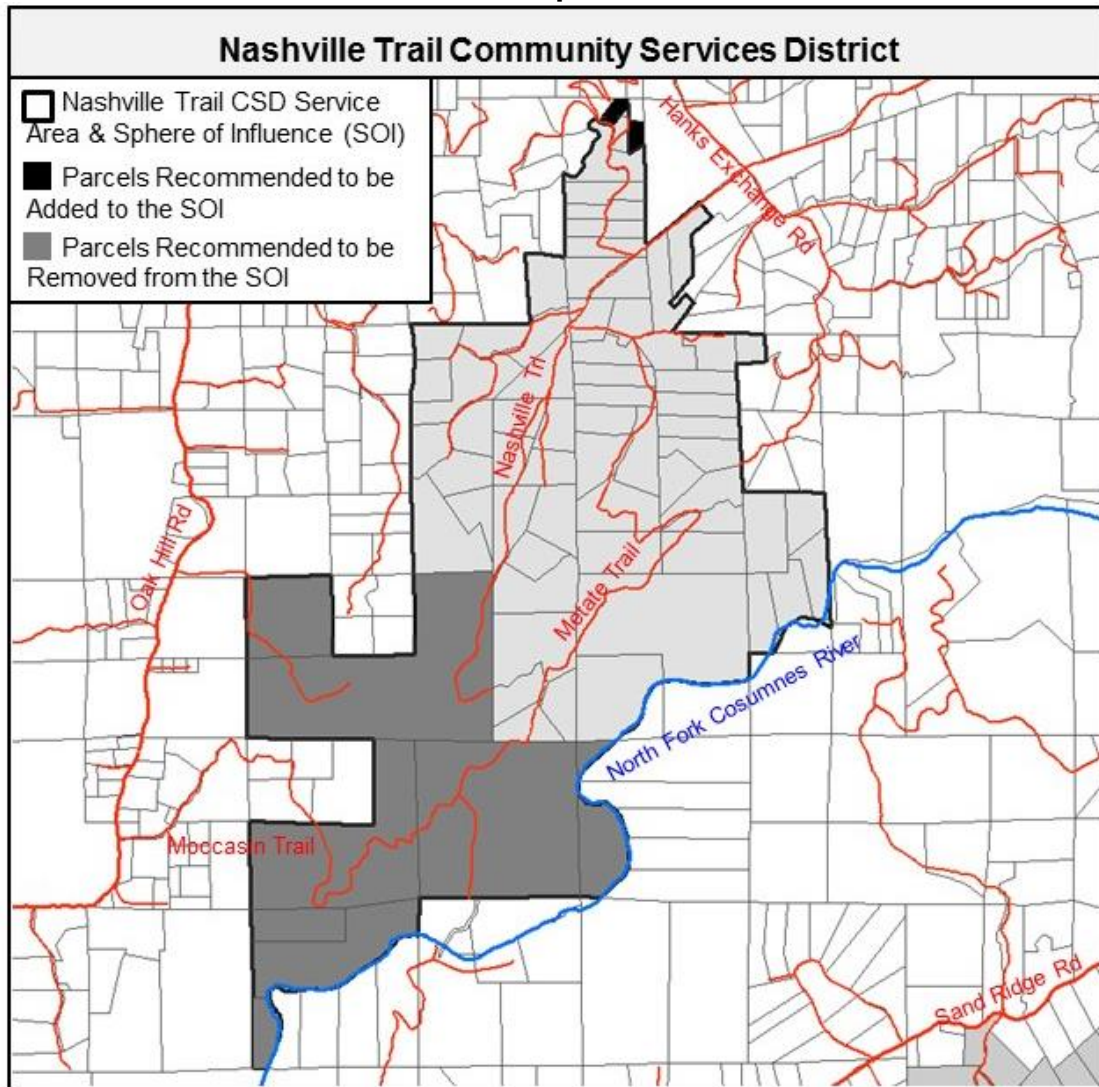 Nashville Trail Community Services District
Nashville Trail CSD Service
Area & Sphere of Influence (SOI)
Parcels Recommended to be
Added to the SOI
Parcels Recommended to be
Removed from the SOI
Hanks Exchange Rd
Nashville Trl
Oak Hill Rd
Metate Trail
North Fork Cosumnes River
Moccasin Trail
Sand Ridge Rd